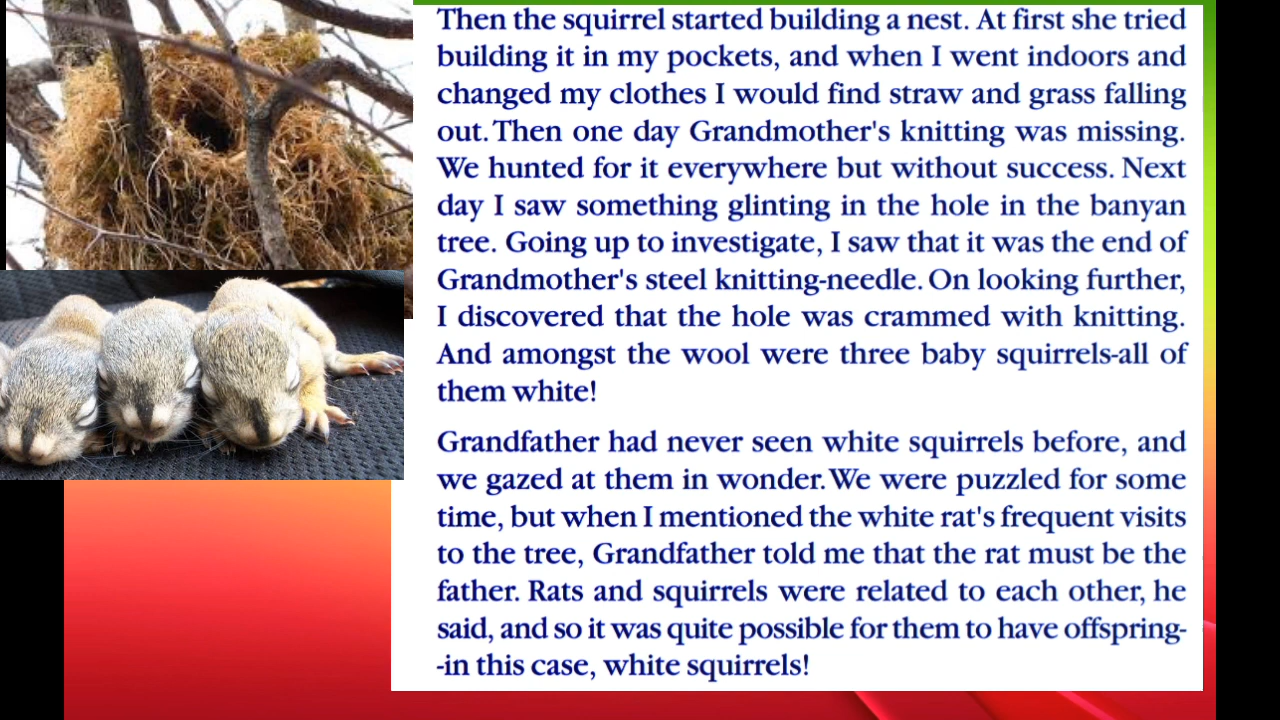 Then the squirrel started building a nest. At first she tried
building it in my pockets, and when I went indoors and
changed my clothes I would find straw and grass falling
out. Then one day Grandmother's knitting was missing.
We hunted for it everywhere but without success. Next
day I saw something glinting in the hole in the banyan
tree. Going up to investigate, I saw that it was the end of
Grandmother's steel knitting-needle. On looking further,
I discovered that the hole was crammed with knitting.
And amongst the wool were three baby squirrels-all of
them white!
Grandfather had never seen white squirrels before, and
we gazed at them in wonder. We were puzzled for some
time, but when I mentioned the white rat's frequent visits
to the tree, Grandfather told me that the rat must be the
father. Rats and squirrels were related to each other, he
said, and so it was quite possible for them to have offspring-
-in this case, white squirrels!